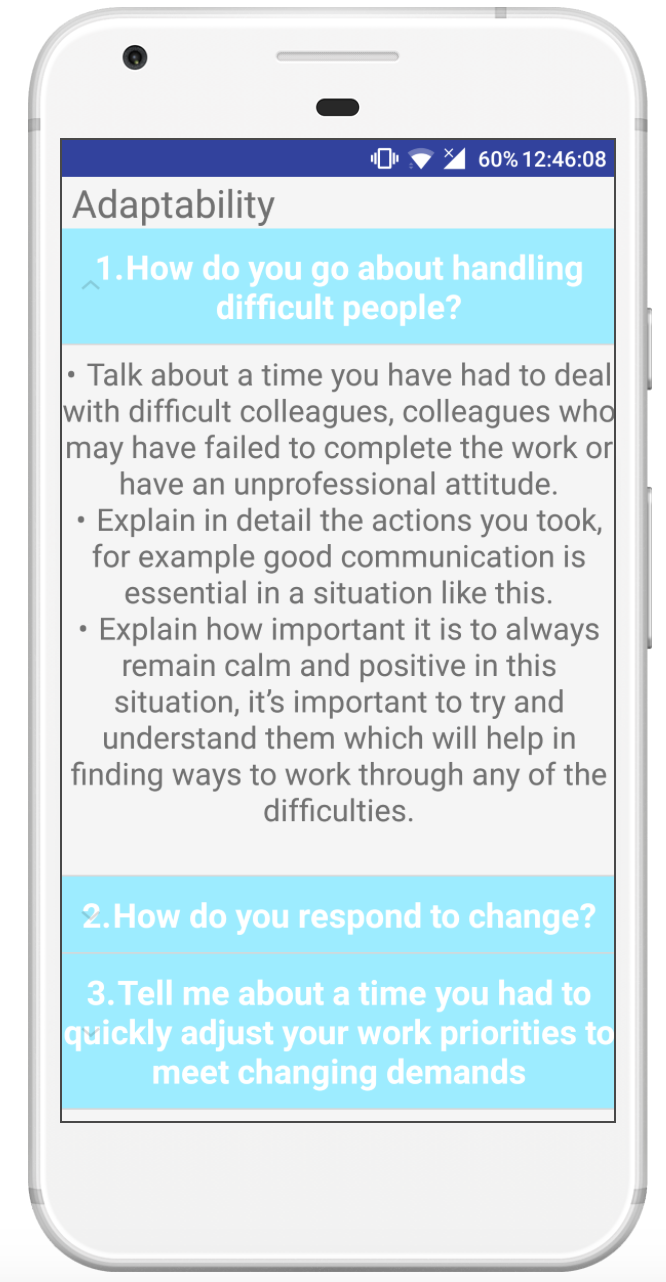 60% 12:46:08
Adaptability
1.How do you go about handling
difficult people?
• Talk about a time you have had to deal
with difficult colleagues, colleagues who
may have failed to complete the work or
have an unprofessional attitude.
• Explain in detail the actions you took,
for example good communication is
essential in a situation like this.
• Explain how important it is to always
remain calm and positive in this
situation, it’s important to try and
understand them which will help in
finding ways to work through any of the
difficulties.
2.How do you respond to change?
3.Tell me about a time you had to
quickly adjust your work priorities to
meet changing demands